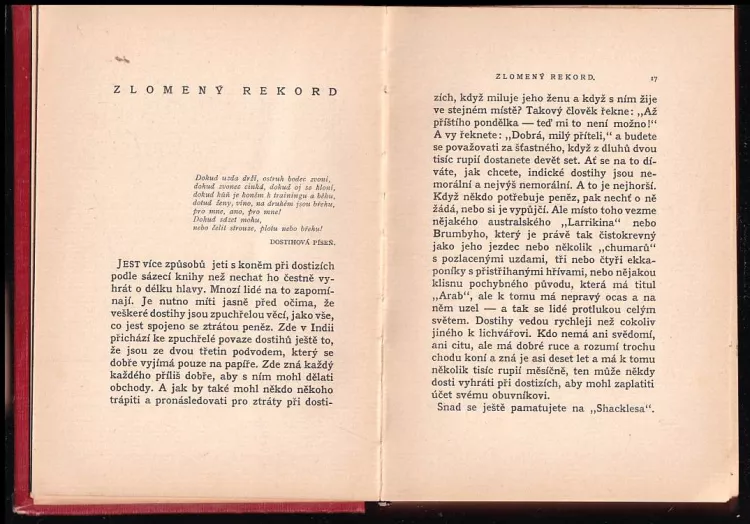 ZLOMENÝ REKORD
Dokud uzda drží, ostruh bodec zvoní,
dokud zvonec cinká, dokud oj se kloní,
dokud kůň je koněm k trainingu a běhu,
dotud ženy, víno, na druhém jsou břehu,
pro mne, ano, pro mne!
Dokud sázet mohu,
nebo čelit strouze, plotu nebo břehu!
DOSTIHOVÁ PÍSEŇ.
JEST více způsobů jeti s koněm při dostizích
podle sázecí knihy než nechat ho čestně vy-
hrát o délku hlavy. Mnozí lidé na to zapomí-
nají. Je nutno míti jasně před očima, že
veškeré dostihy jsou zpuchřelou věcí, jako vše,
co jest spojeno se ztrátou peněz. Zde v Indii
přichází ke zpuchřelé povaze dostihů ještě to,
že jsou ze dvou třetin podvodem, který se
dobře vyjímá pouze na papíře. Zde zná každý
každého příliš dobře, aby s ním mohl dělati
obchody. A jak by také mohl někdo někoho
trápiti a pronásledovati pro ztráty při dosti-
ZLOMENÝ REKORD. 17
zích, když miluje jeho ženu a když s ním žije
ve stejném místě? Takový člověk řekne: „Až
příštího pondělka — teď mi to není možno!“
A vy řeknete: „Dobrá, milý příteli,“ a budete
se považovati za šťastného, když z dluhů dvou
tisíc rupií dostanete devět set. Ať se na to dí-
váte, jak chcete, indické dostihy jsou ne-
morální a nejvýš nemorální. A to je nejhorší.
Když někdo potřebuje peněz, pak nechť o ně
žádá, nebo si je vypůjčí. Ale místo toho vezme
nějakého australského „Larrikina“ nebo
Brumbyho, který je právě tak čistokrevný
jako jeho jezdec nebo několik „chumarů“
s pozlacenými uzdami, tři nebo čtyři ekka-
poníky s přistřihanými hřívami, nebo nějakou
klisnu pochybného původu, která má titul
„Arab“, ale k tomu má nepravý ocas a na
něm uzel — a tak se lidé protlukou celým
světem. Dostihy vedou rychleji než cokoliv
jiného k lichvářovi. Kdo nemá ani svědomí,
ani citu, ale má dobré ruce a rozumí trochu
chodu koní a zná je asi deset let a má k tomu
několik tisíc rupií měsíčně, ten může někdy
dosti vyhráti při dostizích, aby mohl zaplatiti
účet svému obuvníkovi.
Snad se ještě pamatujete na „Shacklesa“.